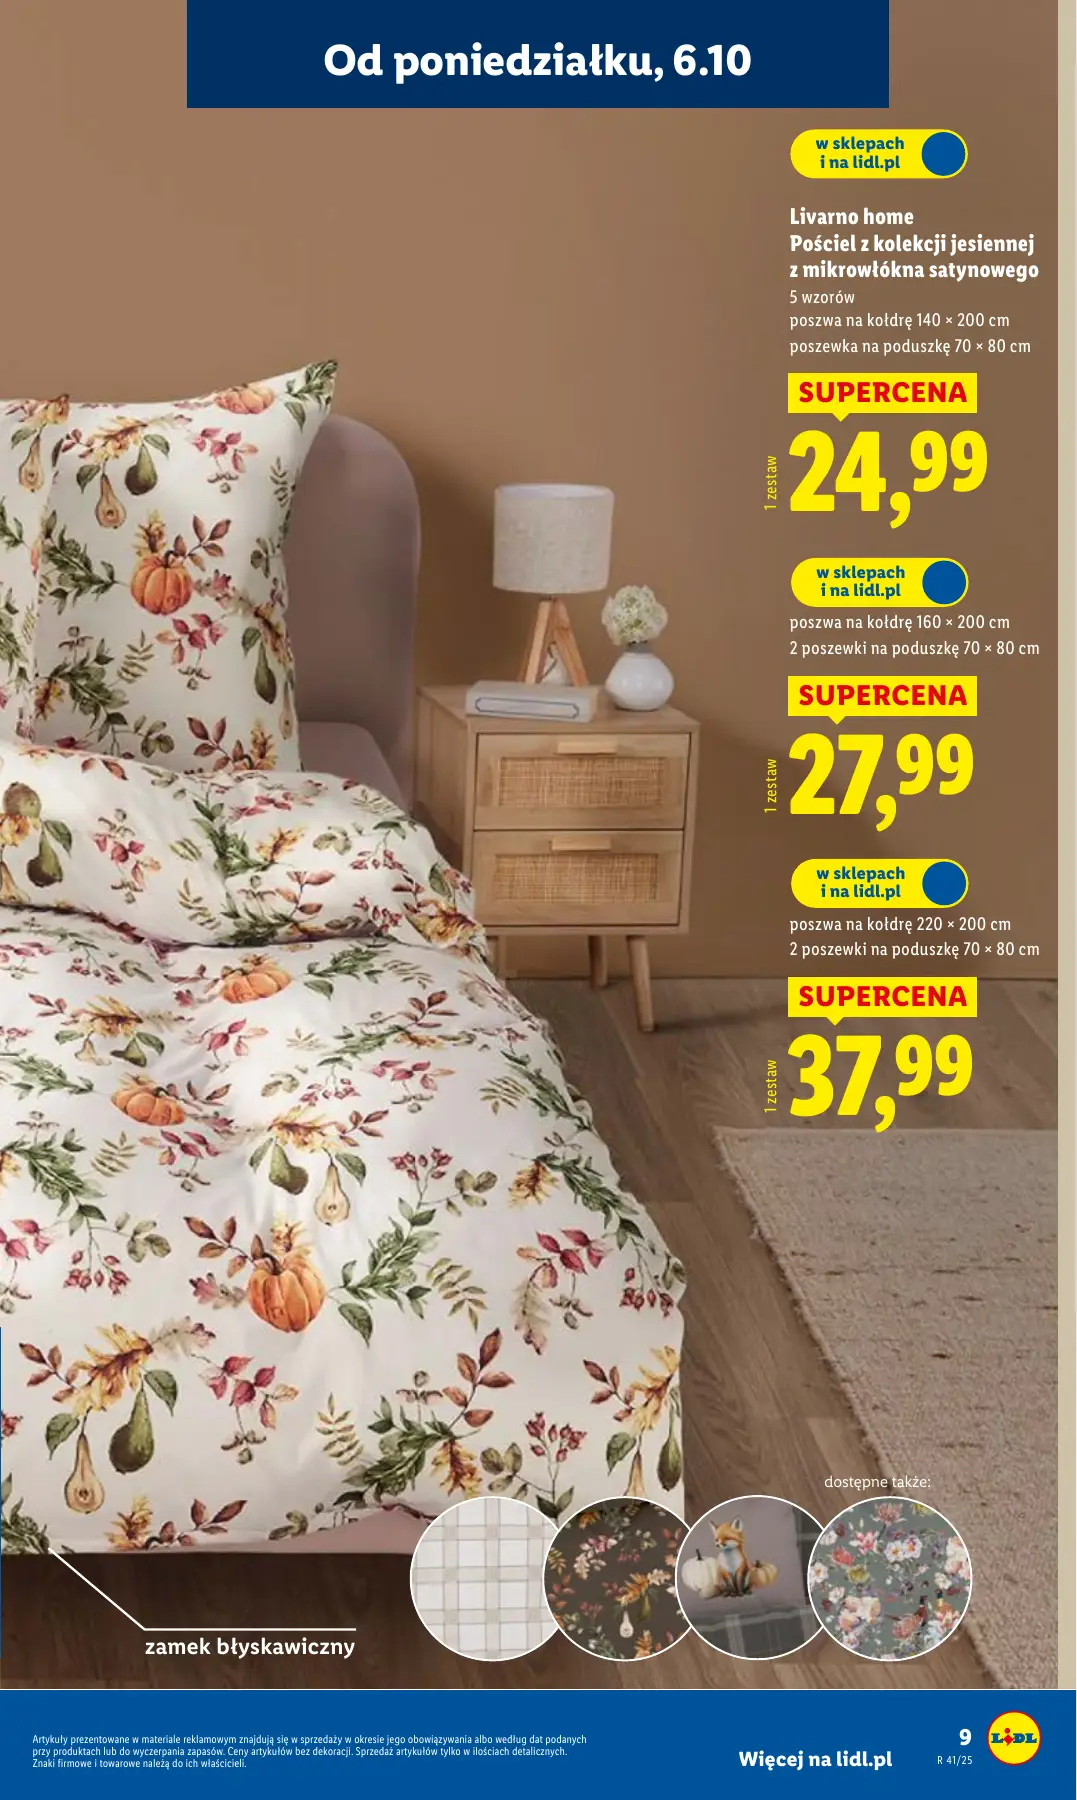 Od poniedziałku, 6.10
w sklepach
i na lidl.pl
Livarno home
Pościel z kolekcji jesiennej
z mikrowłókna satynowego
5 wzorów
poszwa na kołdrę 140 × 200 cm
poszewka na poduszkę 70 × 80 cm
SUPERCENA
1 zestaw
24,99
w sklepach
i na lidl.pl
poszwa na kołdrę 160 × 200 cm
2 poszewki na poduszkę 70 × 80 cm
SUPERCENA
1 zestaw
27,99
w sklepach
i na lidl.pl
poszwa na kołdrę 220 × 200 cm
2 poszewki na poduszkę 70 × 80 cm
SUPERCENA
1 zestaw
37,99
dostępne także:
zamek błyskawiczny
Artykuły prezentowane w materiale reklamowym znajdują się w sprzedaży w okresie jego obowiązywania albo według dat podanych
przy produktach lub do wyczerpania zapasów. Ceny artykułów bez dekoracji. Sprzedaż artykułów tylko w ilościach detalicznych.
Znaki firmowe i towarowe należą do ich właścicieli.
Więcej na lidl.pl
9
R 41/25
LIDL